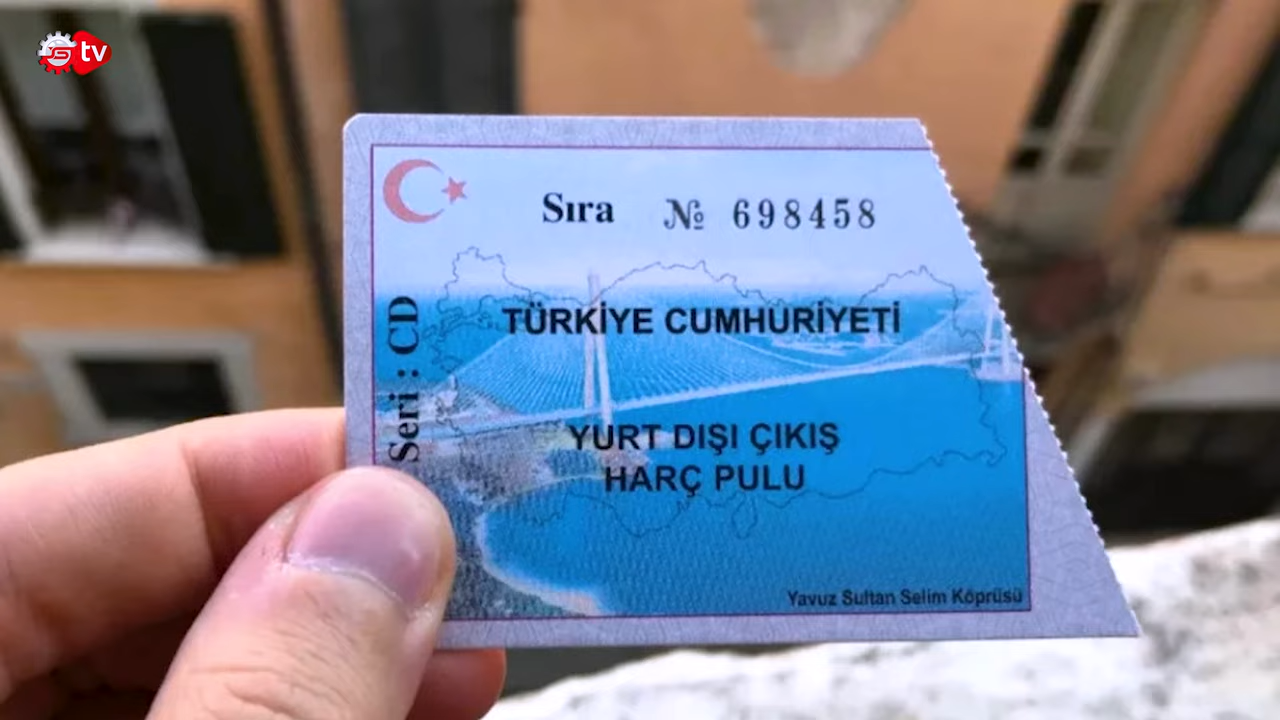 tv
Sıra № 698458
Seri : CD
TÜRKİYE CUMHURİYETİ
YURT DIŞI ÇIKIŞ
HARÇ PULU
Yavuz Sultan Selim Köprüsü